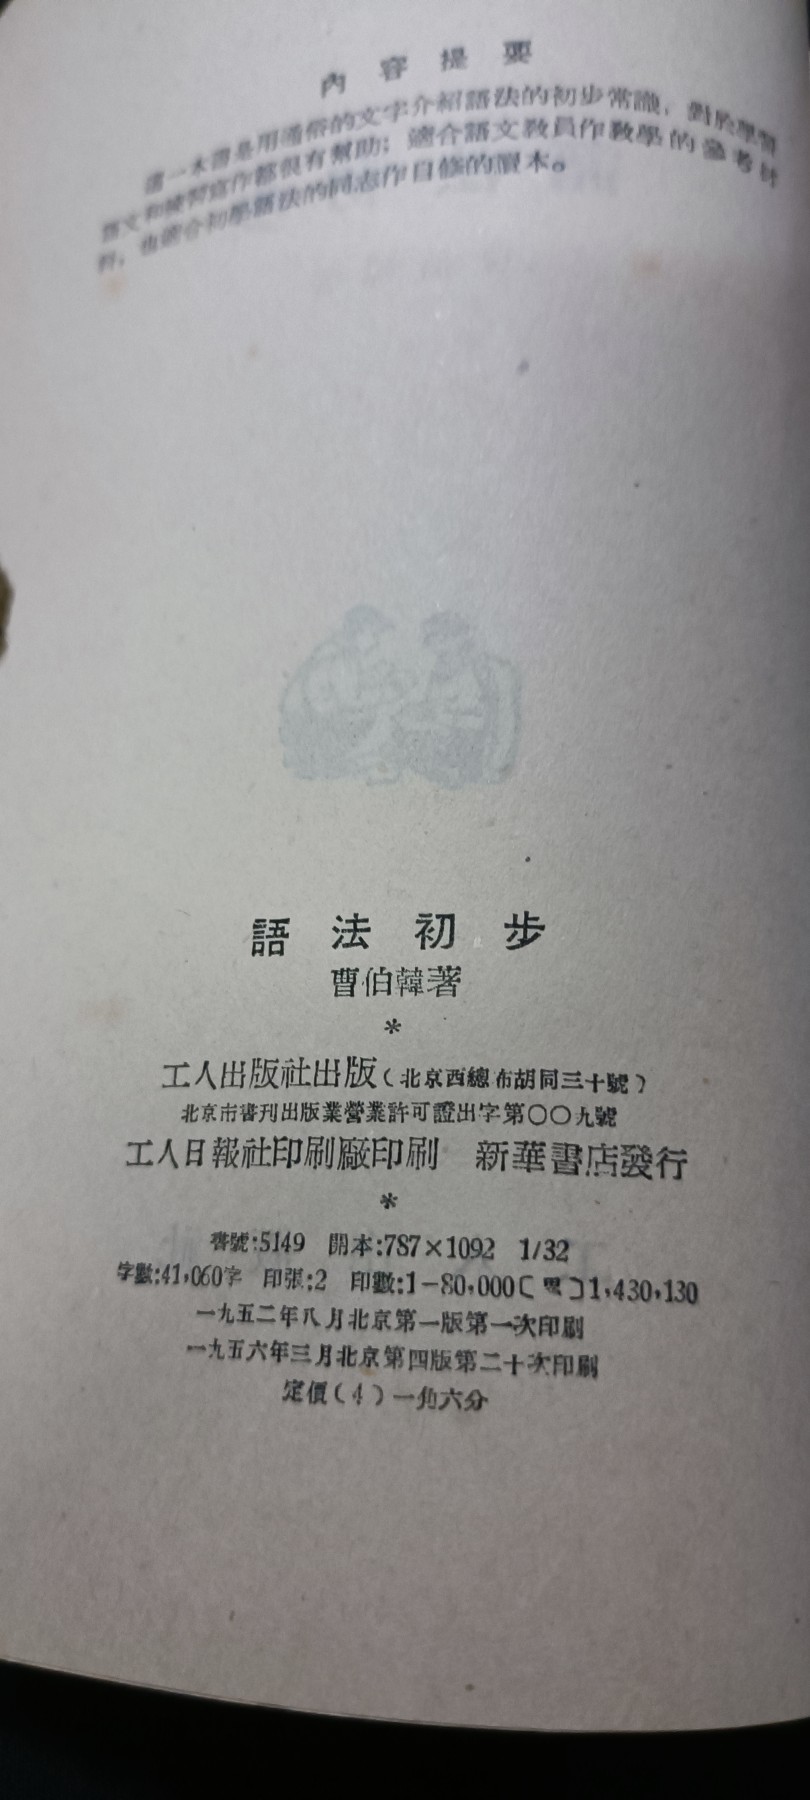 內容提要
這一本書是用通俗的文字介紹語法的初步常識，對於學習
語文和練習寫作都很有幫助；適合語文敎員作敎學的參考材
料，也適合初學語法的同志作自修的讀本。
語法初步
曹伯韓著
*
工人出版社出版（北京西總布胡同三十號）
北京市書刊出版業營業許可證出字第〇〇九號
工人日報社印刷廠印刷　新華書店發行
*
書號:5149　開本:787×1092　1/32
字數:41,060字　印張:2　印數:1—80,000〔 〕1,430,130
一九五二年八月北京第一版第一次印刷
一九五六年三月北京第四版第二十次印刷
定價（4）一角六分